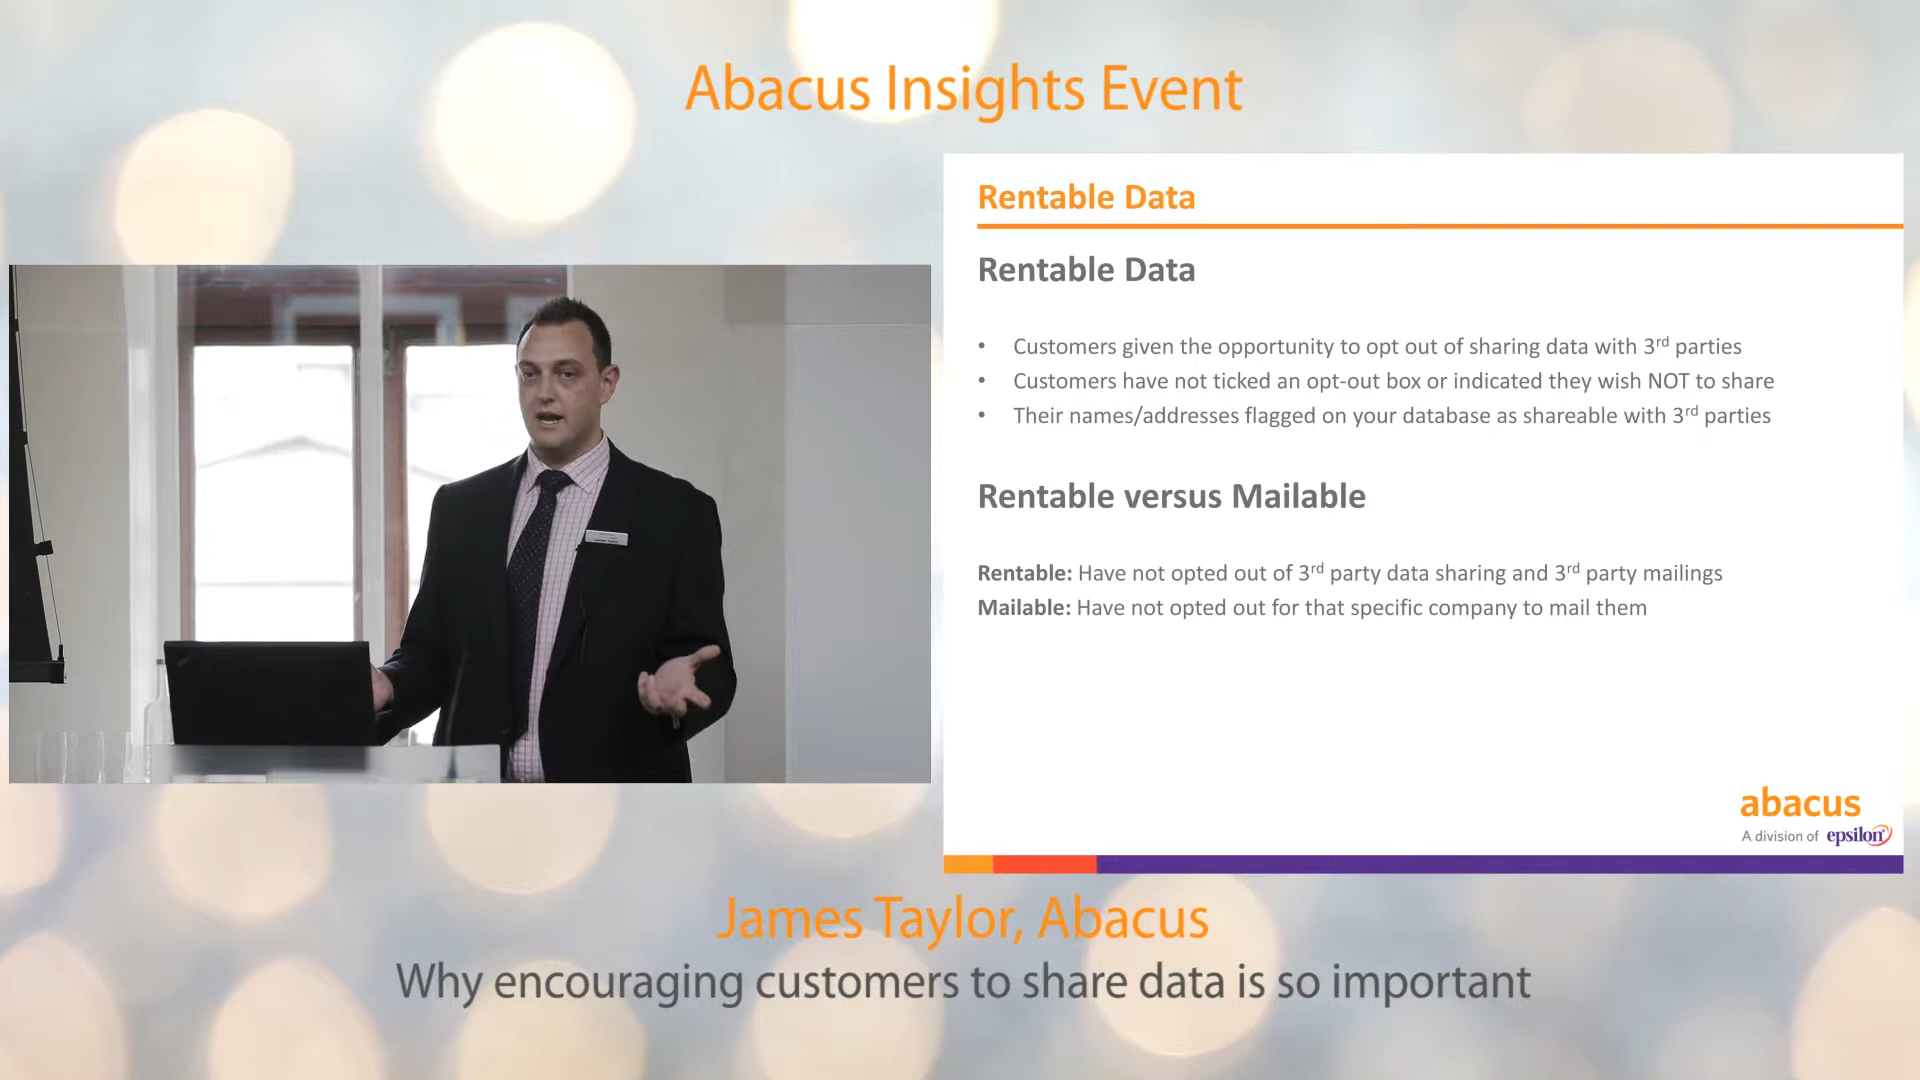 Abacus Insights Event
Rentable Data
Rentable Data
• Customers given the opportunity to opt out of sharing data with 3rd parties
• Customers have not ticked an opt-out box or indicated they wish NOT to share
• Their names/addresses flagged on your database as shareable with 3rd parties
Rentable versus Mailable
Rentable: Have not opted out of 3rd party data sharing and 3rd party mailings
Mailable: Have not opted out for that specific company to mail them
abacus
A division of epsilon
James Taylor, Abacus
Why encouraging customers to share data is so important